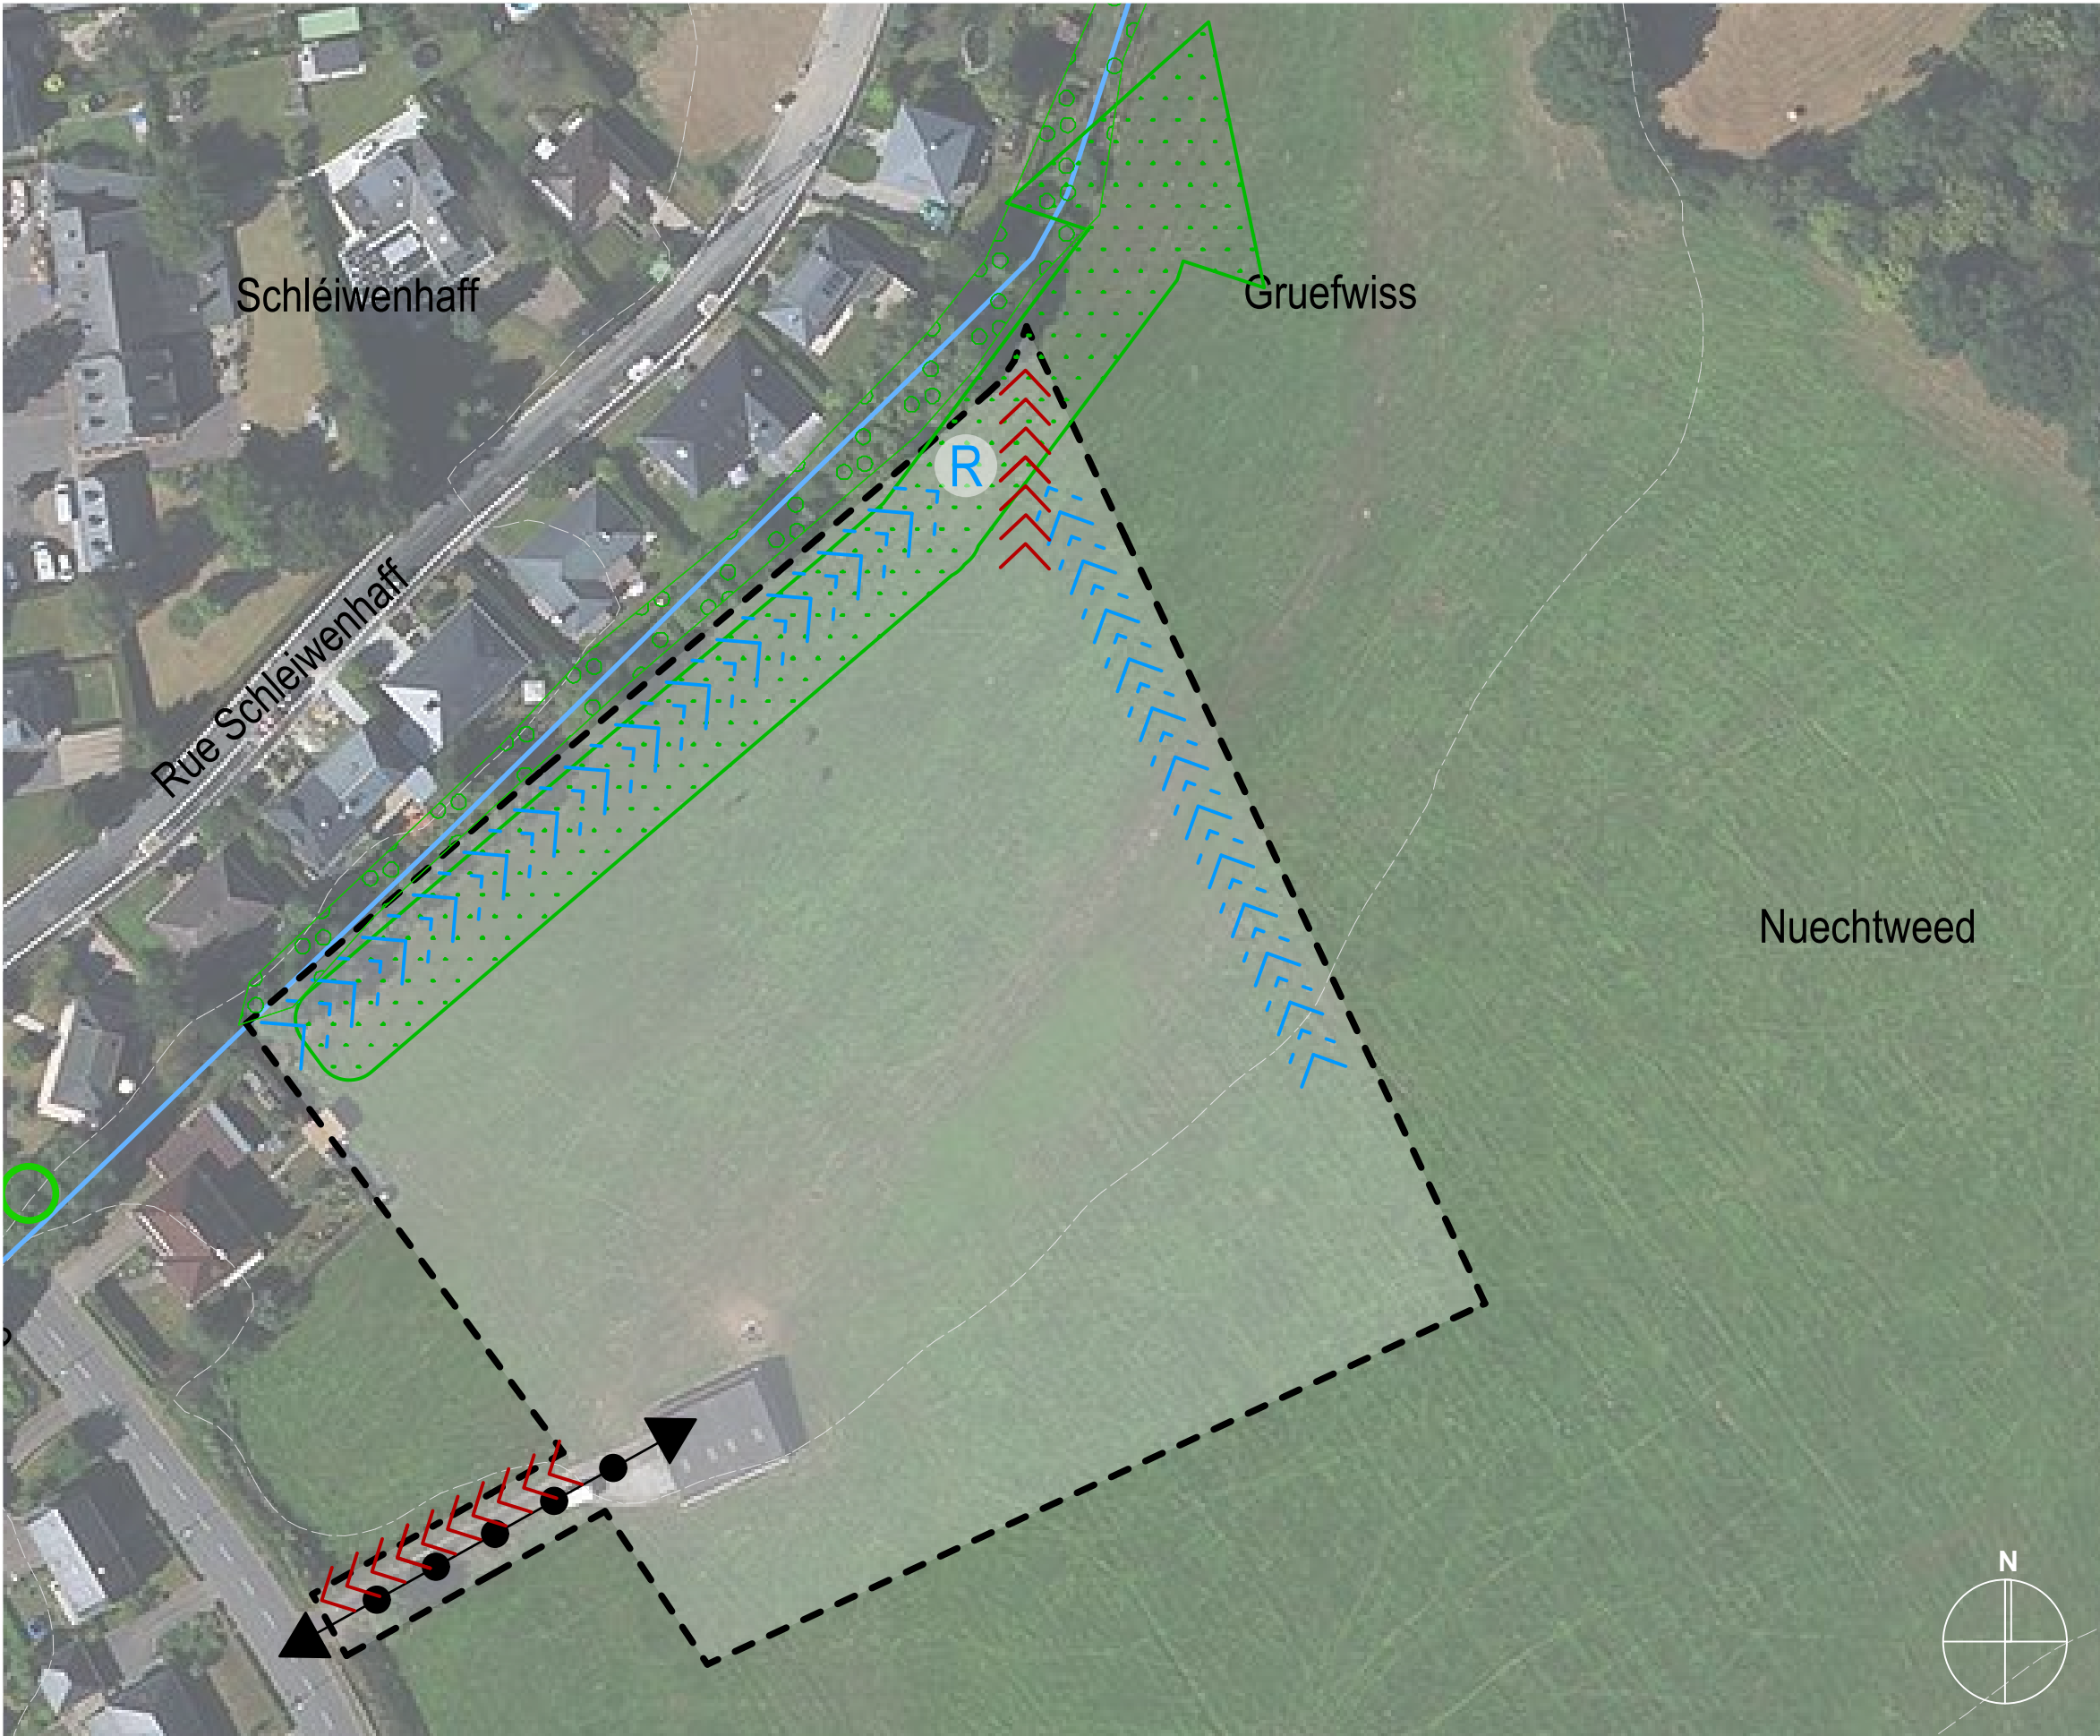 Schléiwenhaff
Gruefwiss
R
Rue Schleiwenhaff
Nuechtweed
N